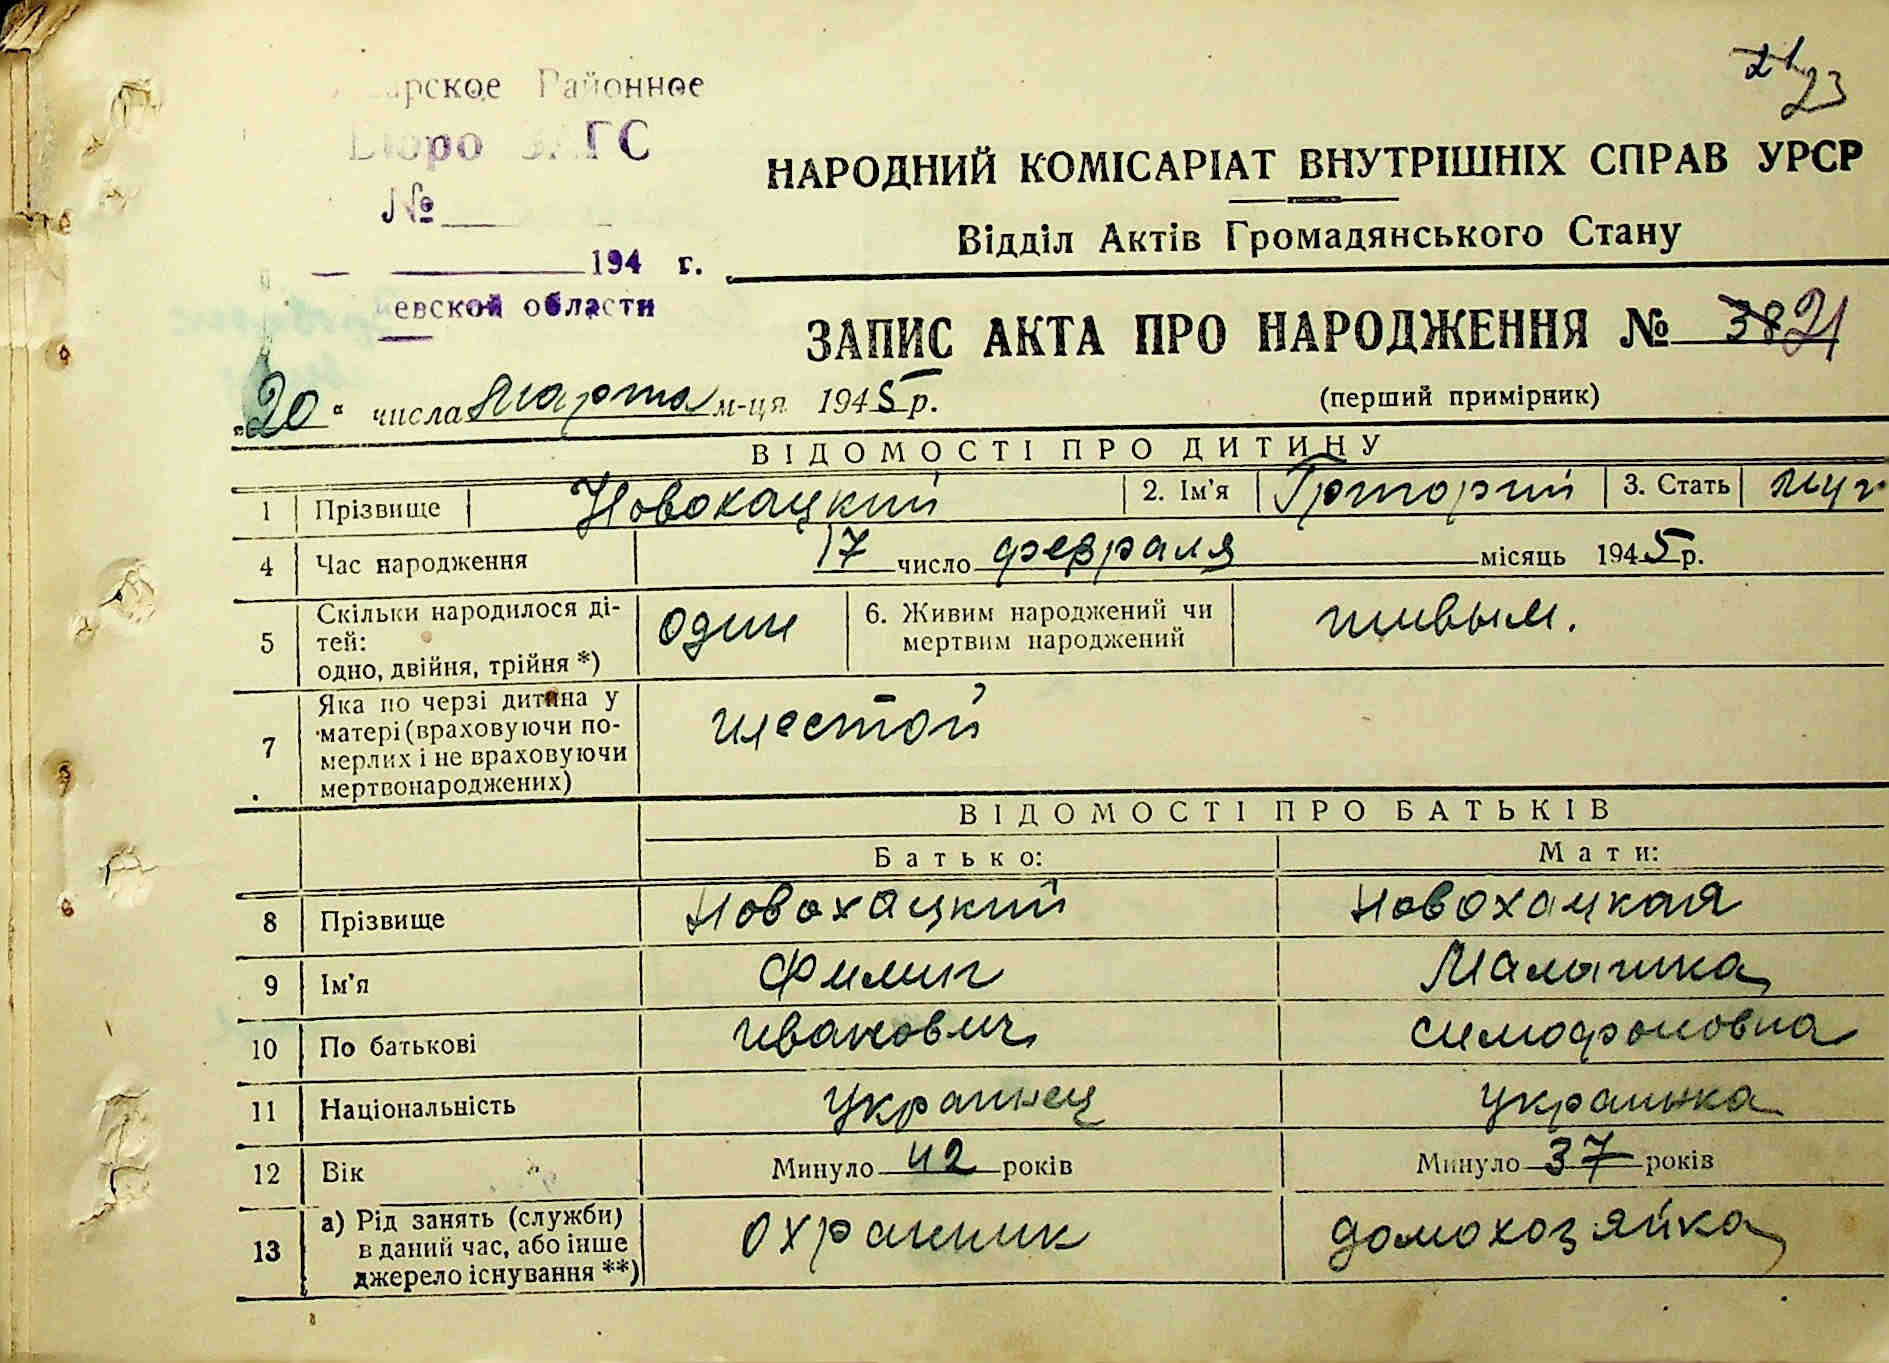 21 23
арское Районное
Бюро ЗАГС
№
194 г.
евской области
НАРОДНИЙ КОМІСАРІАТ ВНУТРІШНІХ СПРАВ УРСР
Відділ Актів Громадянського Стану
ЗАПИС АКТА ПРО НАРОДЖЕННЯ № 38 21
(перший примірник)
„20“ числа марта м-ця 1945 р.
ВІДОМОСТІ ПРО ДИТИНУ
1 Прізвище Новохацкий 2. Ім'я Григорий 3. Стать муж
4 Час народження 17 число февраля місяць 1945 р.
5 Скільки народилося ді-
тей:
одно, двійня, трійня *) один 6. Живим народжений чи
мертвим народжений живым.
7 Яка по черзі дитина у
матері (враховуючи по-
мерлих і не враховуючи
мертвонароджених) шестой
ВІДОМОСТІ ПРО БАТЬКІВ
Батько: Мати:
8 Прізвище Новохацкий Новохацкая
9 Ім'я Филип
10 По батькові Иванович
11 Національність украинец украинка
12 Вік Минуло 42 років Минуло 37 років
13 а) Рід занять (служби)
в даний час, або інше
джерело існування **) охранник домохозяйка